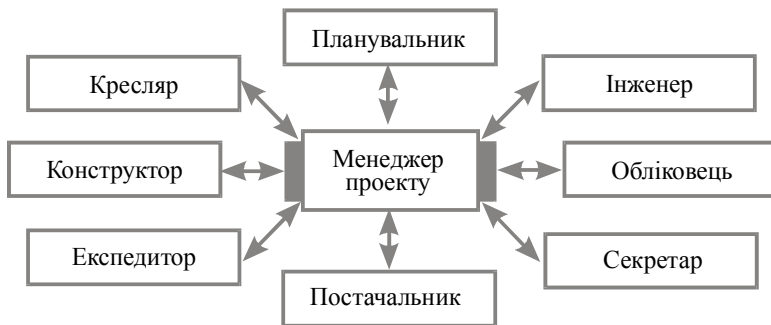 Планувальник
Кресляр
Інженер
Конструктор
Менеджер
проекту
Обліковець
Експедитор
Секретар
Постачальник